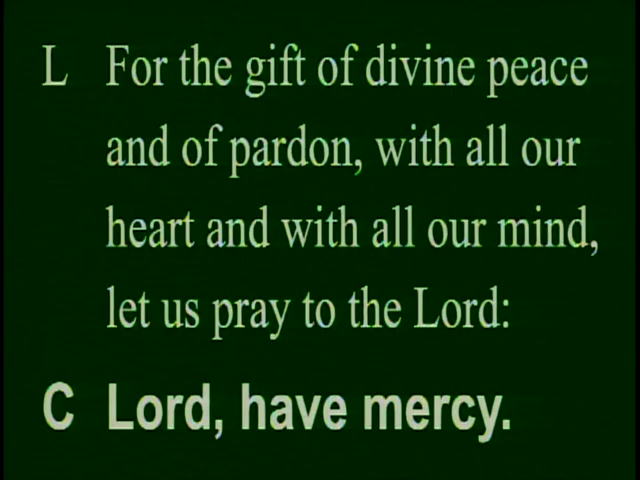 L For the gift of divine peace
and of pardon, with all our
heart and with all our mind,
let us pray to the Lord:
C Lord, have mercy.